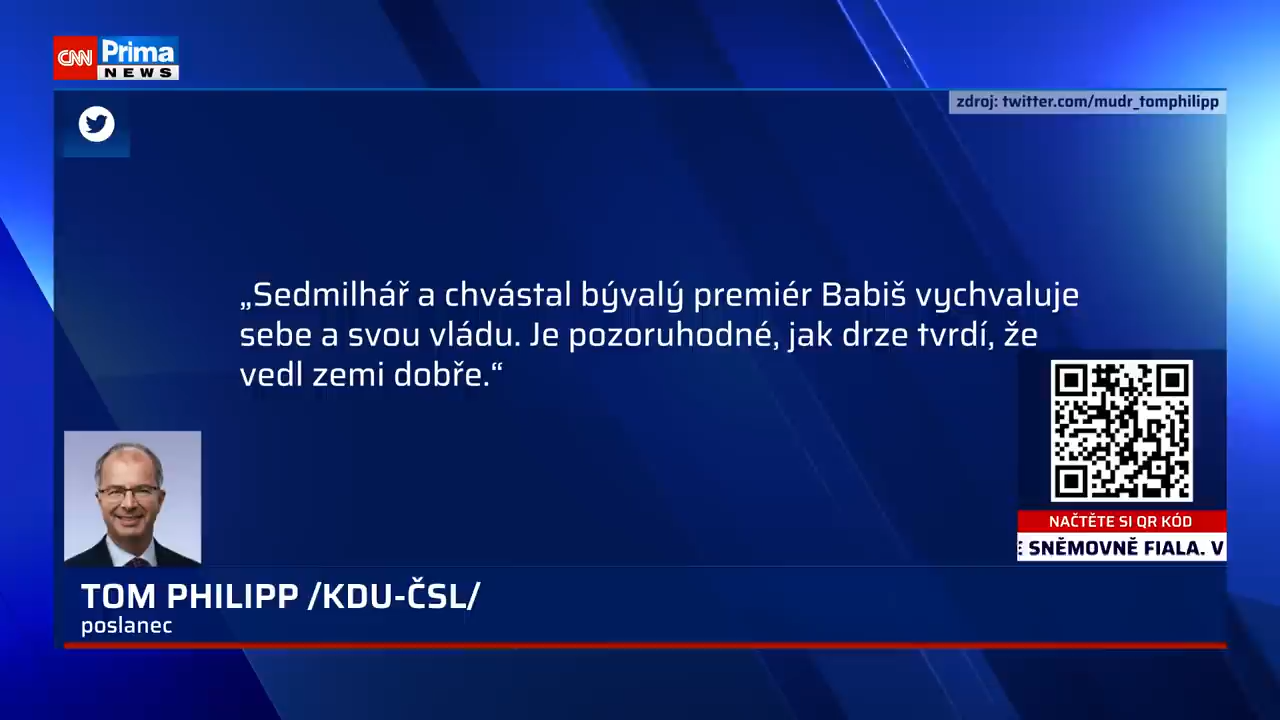 CNN Prima
NEWS
zdroj: twitter.com/mudr_tomphilipp
„Sedmilhář a chvástal bývalý premiér Babiš vychvaluje
sebe a svou vládu. Je pozoruhodné, jak drze tvrdí, že
vedl zemi dobře.“
NAČTĚTE SI QR KÓD
SNĚMOVNĚ FIALA. V
TOM PHILIPP /KDU-ČSL/
poslanec